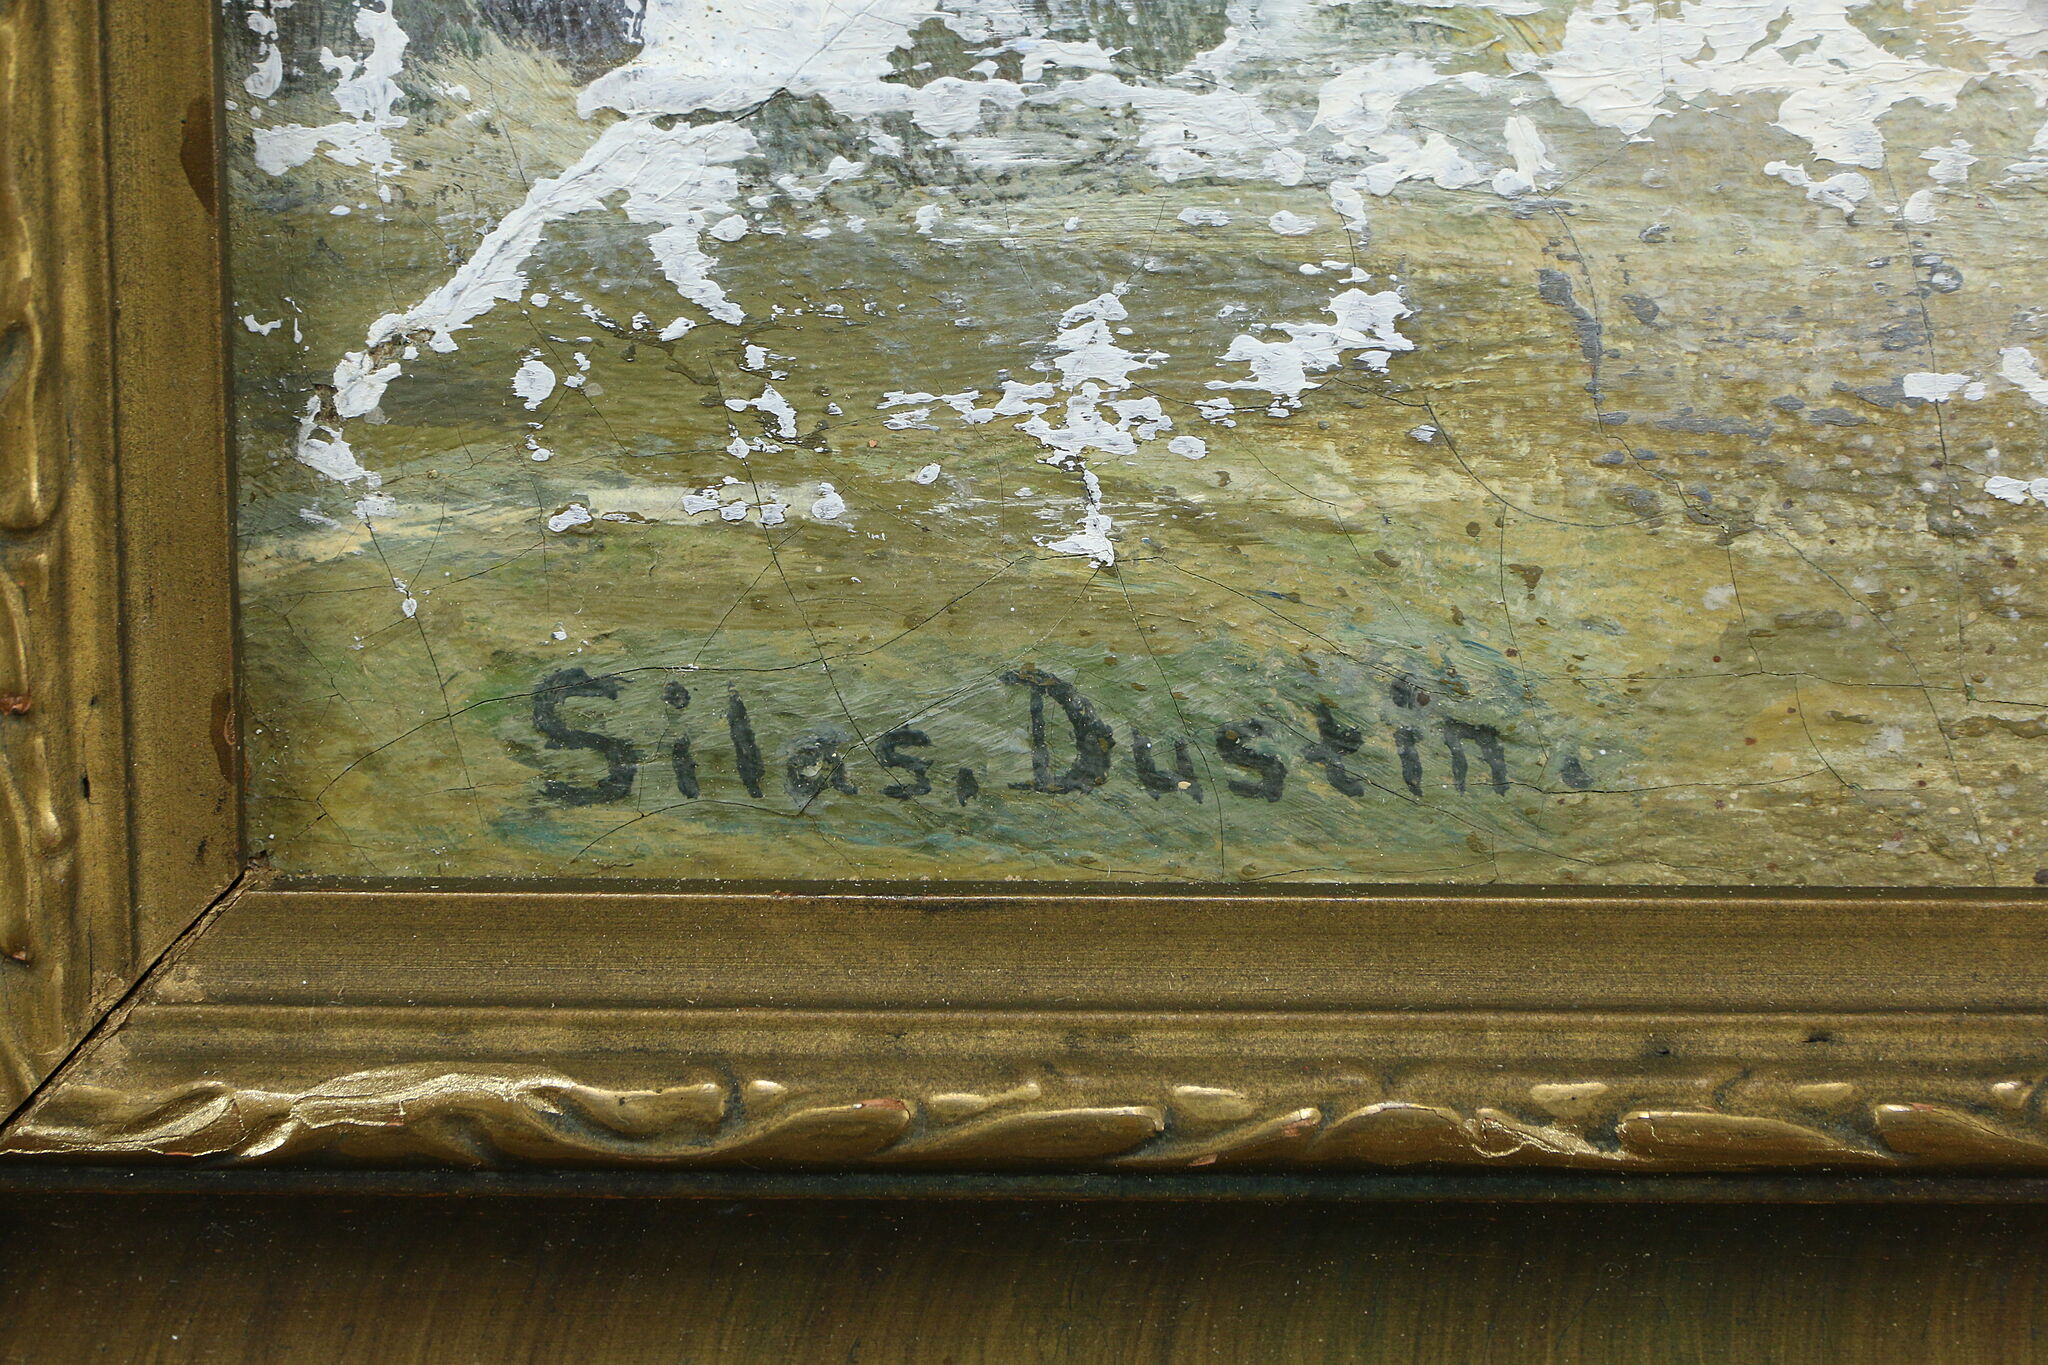 Silas, Dustin.